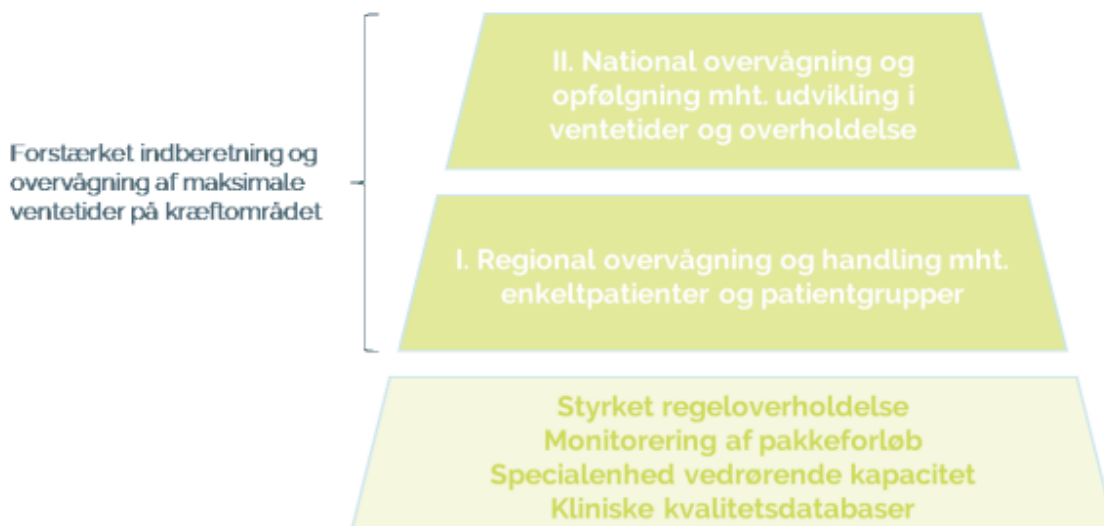 Forstærket indberetning og
overvågning af maksimale
ventetider på kræftområdet
II. National overvågning og
opfølgning mht. udvikling i
ventetider og overholdelse
I. Regional overvågning og handling mht.
enkeltpatienter og patientgrupper
Styrket regeloverholdelse
Monitorering af pakkeforløb
Specialenhed vedrørende kapacitet
Kliniske kvalitetsdatabaser